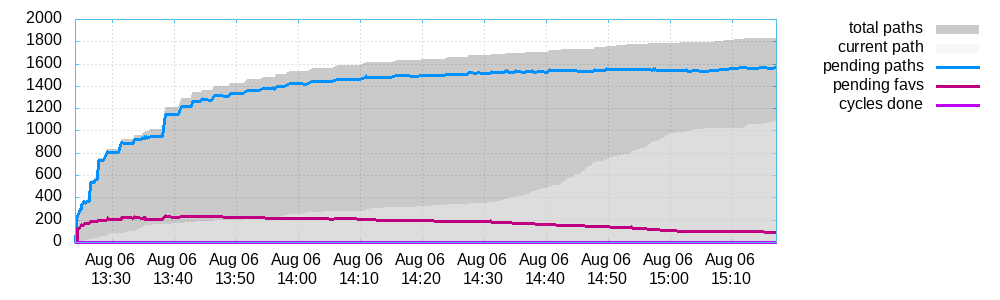 2000
1800
1600
1400
1200
1000
800
600
400
200
0
Aug 06 Aug 06 Aug 06 Aug 06 Aug 06 Aug 06 Aug 06 Aug 06 Aug 06 Aug 06 Aug 06
13:30 13:40 13:50 14:00 14:10 14:20 14:30 14:40 14:50 15:00 15:10
total paths
current path
pending paths
pending favs
cycles done